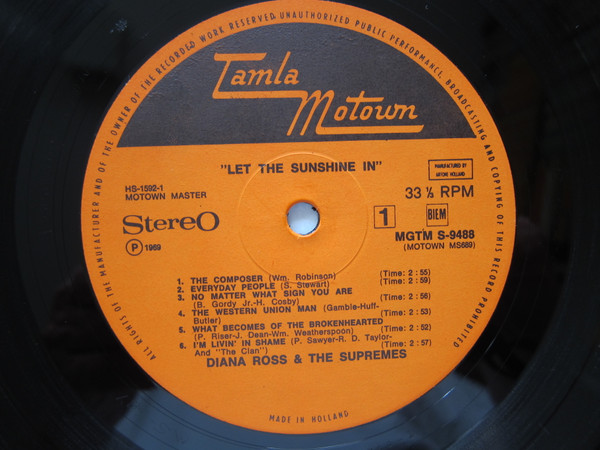 ALL RIGHTS OF THE MANUFACTURER AND OF THE OWNER OF THE RECORDED WORK RESERVED. UNAUTHORIZED PUBLIC PERFORMANCE, BROADCASTING AND COPYING OF THIS RECORD PROHIBITED
Tamla
Motown
"LET THE SUNSHINE IN"
HS-1592-1
MOTOWN MASTER
MANUFACTURED BY
ARTONE HOLLAND
33 ⅓ RPM
StereO
1
BIEM
MGTM S-9488
(MOTOWN MS689)
P 1969
1. THE COMPOSER (Wm. Robinson) (Time: 2 : 55)
2. EVERYDAY PEOPLE (S. Stewart) (Time: 2 : 59)
3. NO MATTER WHAT SIGN YOU ARE (Time: 2 : 56)
(B. Gordy Jr.-H. Cosby)
4. THE WESTERN UNION MAN (Gamble-Huff- (Time: 2 : 53)
Butler)
5. WHAT BECOMES OF THE BROKENHEARTED
(P. Riser-J. Dean-Wm. Weatherspoon) (Time: 2 : 52)
6. I'M LIVIN' IN SHAME (P. Sawyer-R. D. Taylor-
And "The Clan") (Time: 2 : 57)
DIANA ROSS & THE SUPREMES
MADE IN HOLLAND